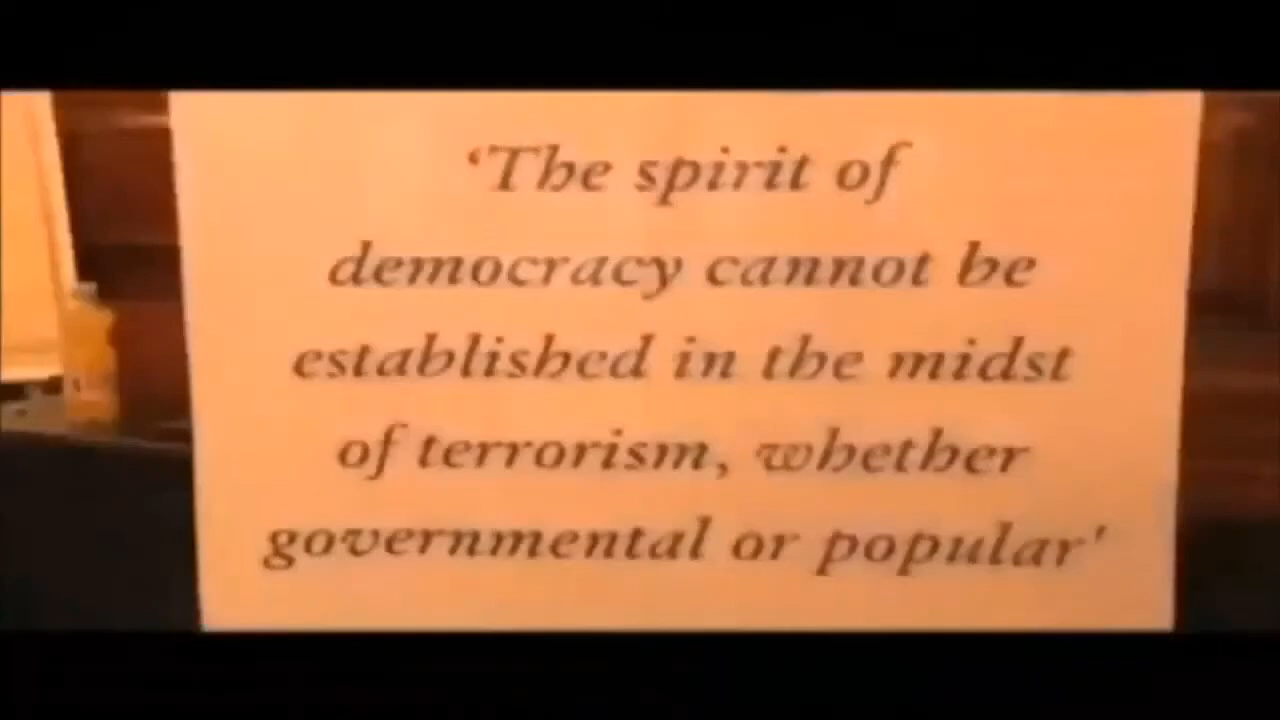 ‘The spirit of
democracy cannot be
established in the midst
of terrorism, whether
governmental or popular'